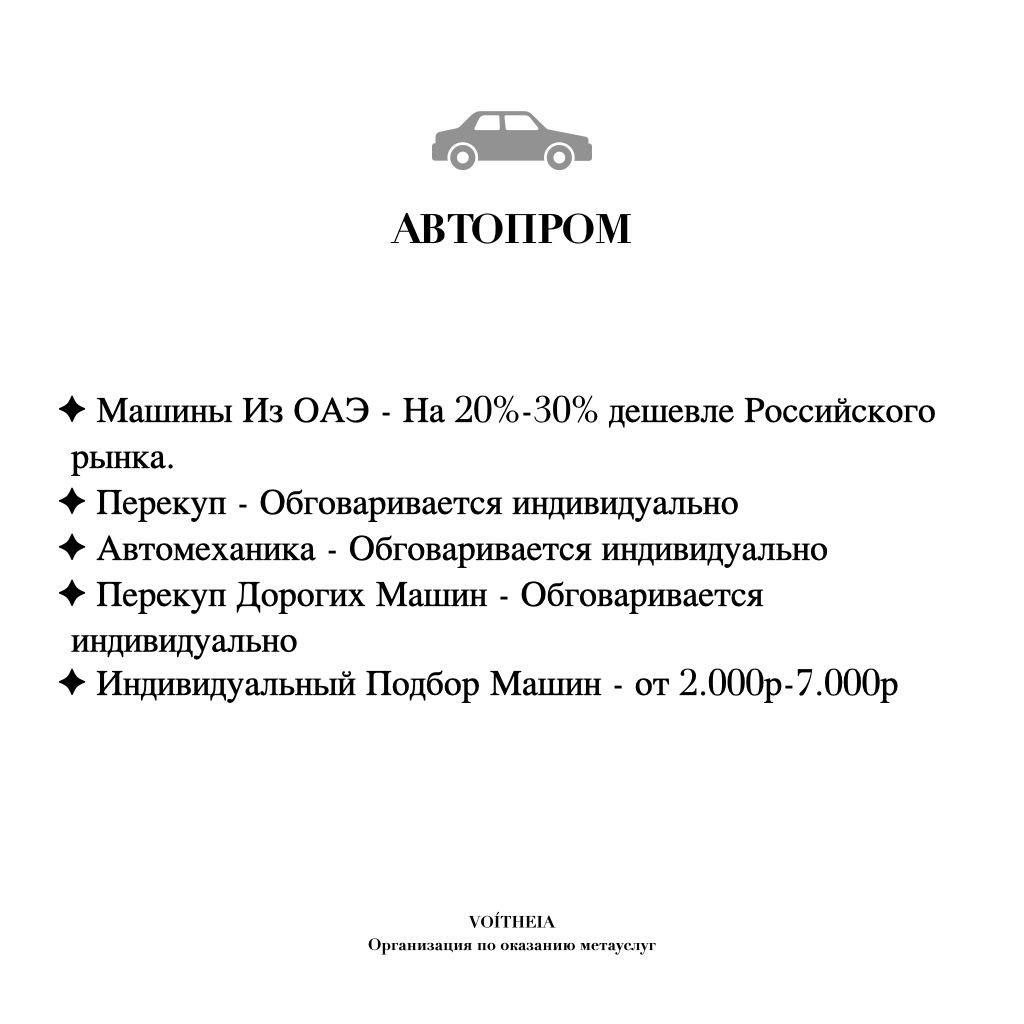 АВТОПРОМ
✦ Машины Из ОАЭ - На 20%-30% дешевле Российского
рынка.
✦ Перекуп - Обговаривается индивидуально
✦ Автомеханика - Обговаривается индивидуально
✦ Перекуп Дорогих Машин - Обговаривается
индивидуально
✦ Индивидуальный Подбор Машин - от 2.000р-7.000р
VOÍTHEIA
Организация по оказанию метауслуг